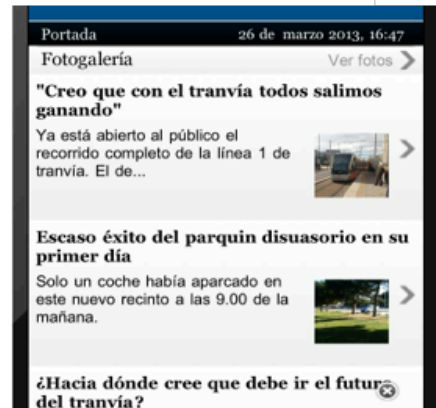 Portada 26 de marzo 2013, 16:47
Fotogalería Ver fotos
"Creo que con el tranvía todos salimos
ganando"
Ya está abierto al público el
recorrido completo de la línea 1 de
tranvía. El de...
Escaso éxito del parquin disuasorio en su
primer día
Solo un coche había aparcado en
este nuevo recinto a las 9.00 de la
mañana.
¿Hacia dónde cree que debe ir el futuro
del tranvía?